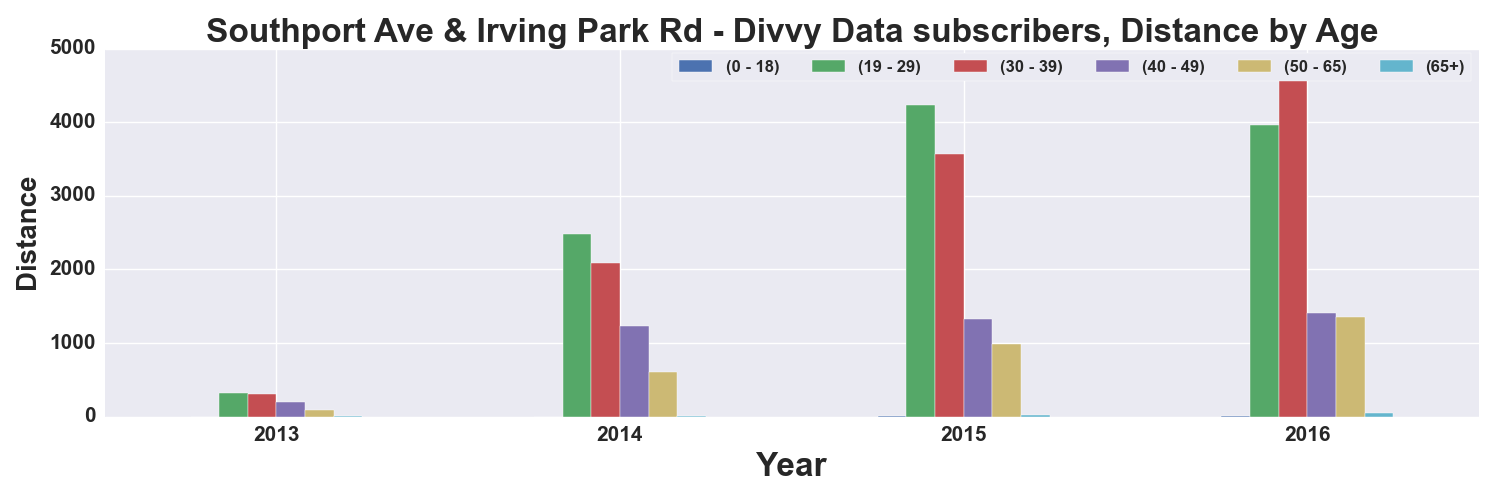 Southport Ave & Irving Park Rd - Divvy Data subscribers, Distance by Age
5000
(0 - 18) (19 - 29) (30 - 39) (40 - 49) (50 - 65) (65+)
4000
3000
2000
1000
0
Distance
2013 2014 2015 2016
Year